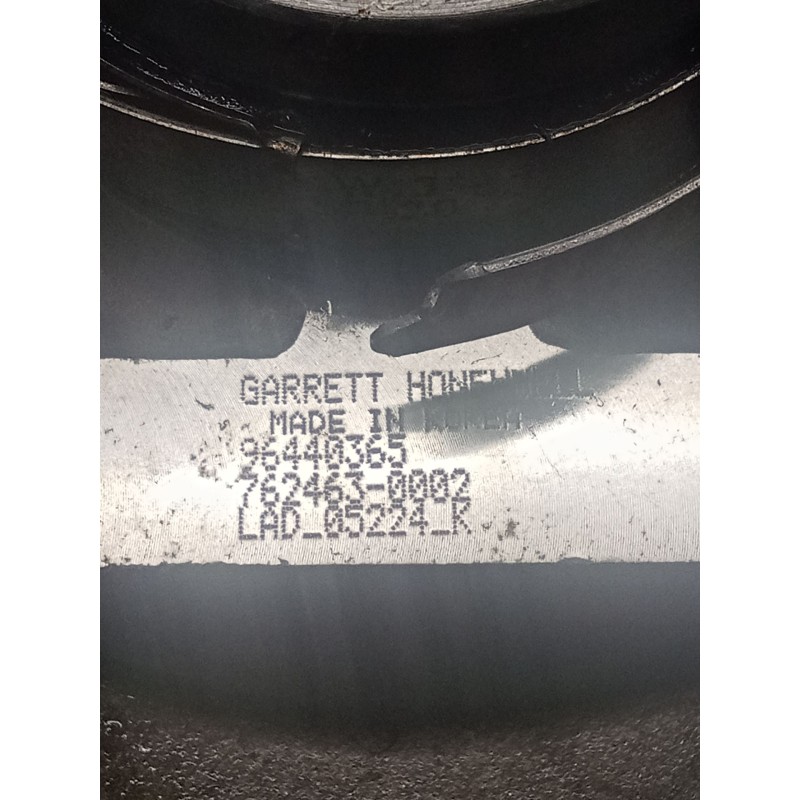 GARRETT HONEYWELL
MADE IN KOREA
96440365
762463-0002
LAD_05224_K